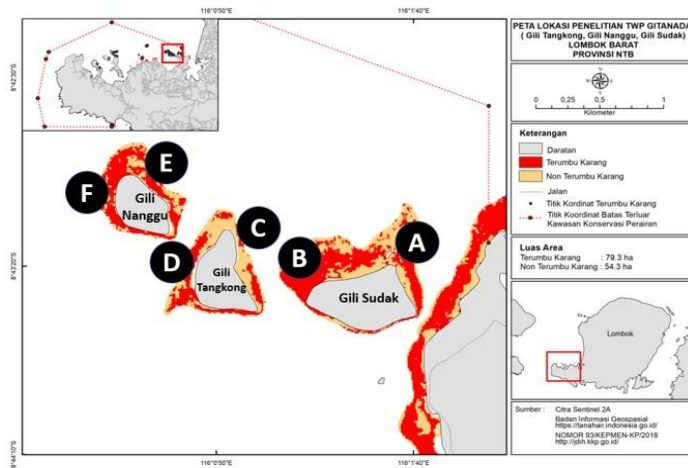 116°0'50"E
116°1'40"E
8°42'30"S
8°43'20"S
8°44'10"S
E
F
Gili
Nanggu
C
D
Gili
Tangkong
B
A
Gili Sudak
116°0'50"E
116°1'40"E
PETA LOKASI PENELITIAN TWP GITANADA
( Gili Tangkong, Gili Nanggu, Gili Sudak)
LOMBOK BARAT
PROVINSI NTB
0 0,25 0,5 1
Kilometer
Keterangan
Daratan
Terumbu Karang
Non Terumbu Karang
Jalan
Titik Kordinat Terumbu Karang
Titik Koordinat Batas Terluar
Kawasan Konservasi Perairan
Luas Area
Terumbu Karang : 79.3 ha
Non Terumbu Karang : 54.3 ha
Lombok
Sumber : Citra Sentinel 2A
Badan Informasi Geospasial
https://tanahair.indonesia.go.id/
NOMOR 93/KEPMEN-KP/2018
http://jdih.kkp.go.id/